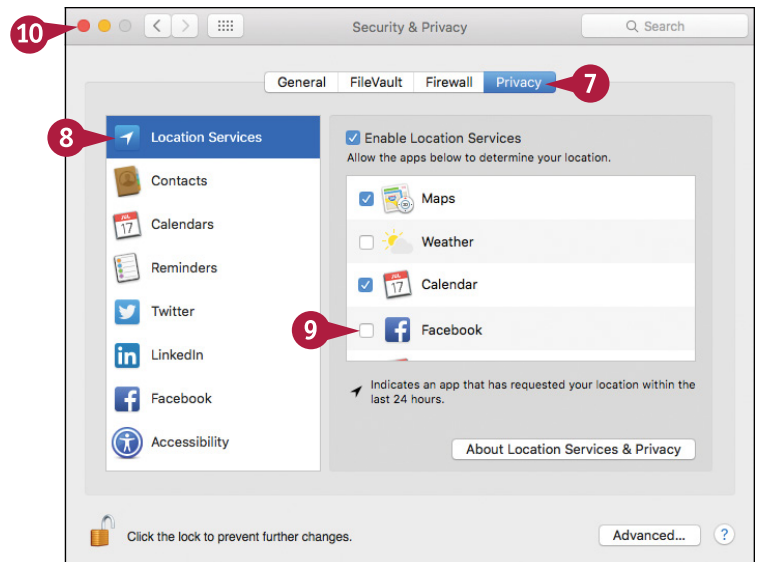 10
Security & Privacy
Search
General FileVault Firewall Privacy
7
8
Location Services
Contacts
JUL 17
Calendars
Reminders
Twitter
in
LinkedIn
f
Facebook
Accessibility
Enable Location Services
Allow the apps below to determine your location.
Maps
Weather
JUL 17
Calendar
9
f
Facebook
Indicates an app that has requested your location within the
last 24 hours.
About Location Services & Privacy
Click the lock to prevent further changes.
Advanced...
?